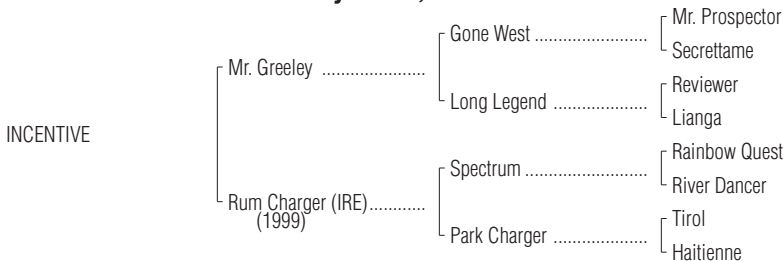 Mr. Prospector
Gone West ........................
Secrettame
Mr. Greeley ......................
Reviewer
Long Legend ....................
Lianga
INCENTIVE
Rainbow Quest
Spectrum ..........................
River Dancer
Rum Charger (IRE)............
(1999)
Tirol
Park Charger ....................
Haitienne